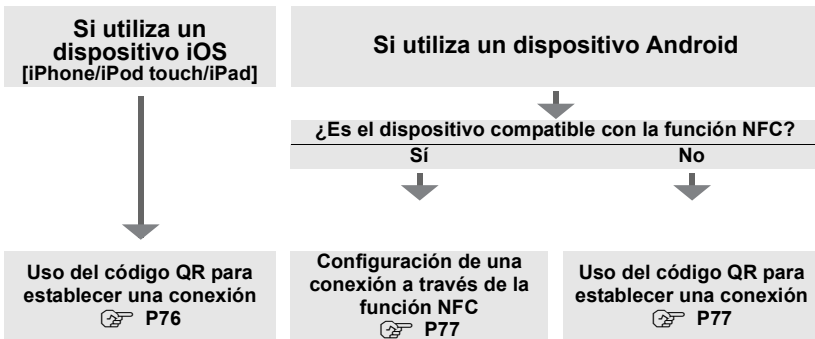 Si utiliza un
dispositivo iOS
[iPhone/iPod touch/iPad]
Si utiliza un dispositivo Android
¿Es el dispositivo compatible con la función NFC?
Sí
No
Uso del código QR para
establecer una conexión
P76
Configuración de una
conexión a través de la
función NFC
P77
Uso del código QR para
establecer una conexión
P77